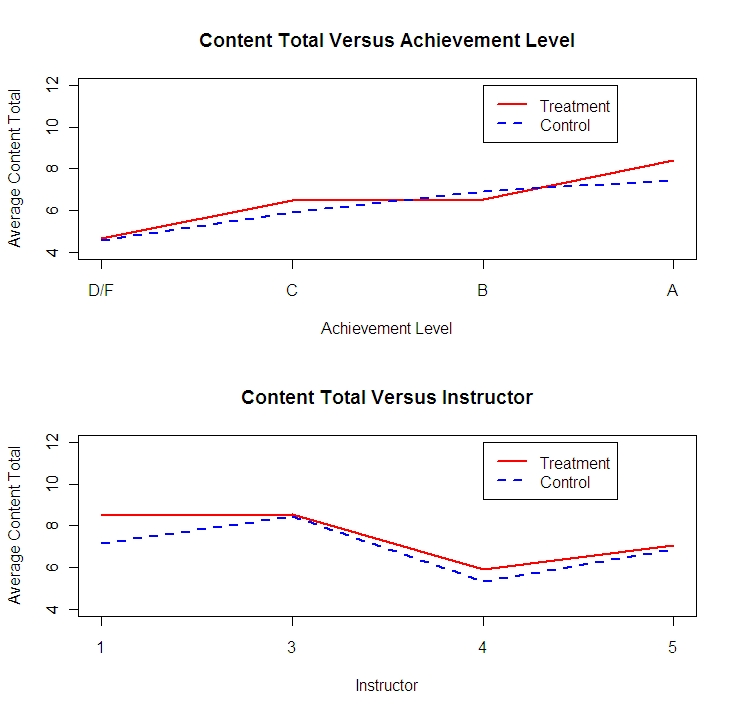 Content Total Versus Achievement Level
Average Content Total
12
10
8
6
4
Treatment
Control
D/F C B A
Achievement Level
Content Total Versus Instructor
Average Content Total
12
10
8
6
4
Treatment
Control
1 3 4 5
Instructor